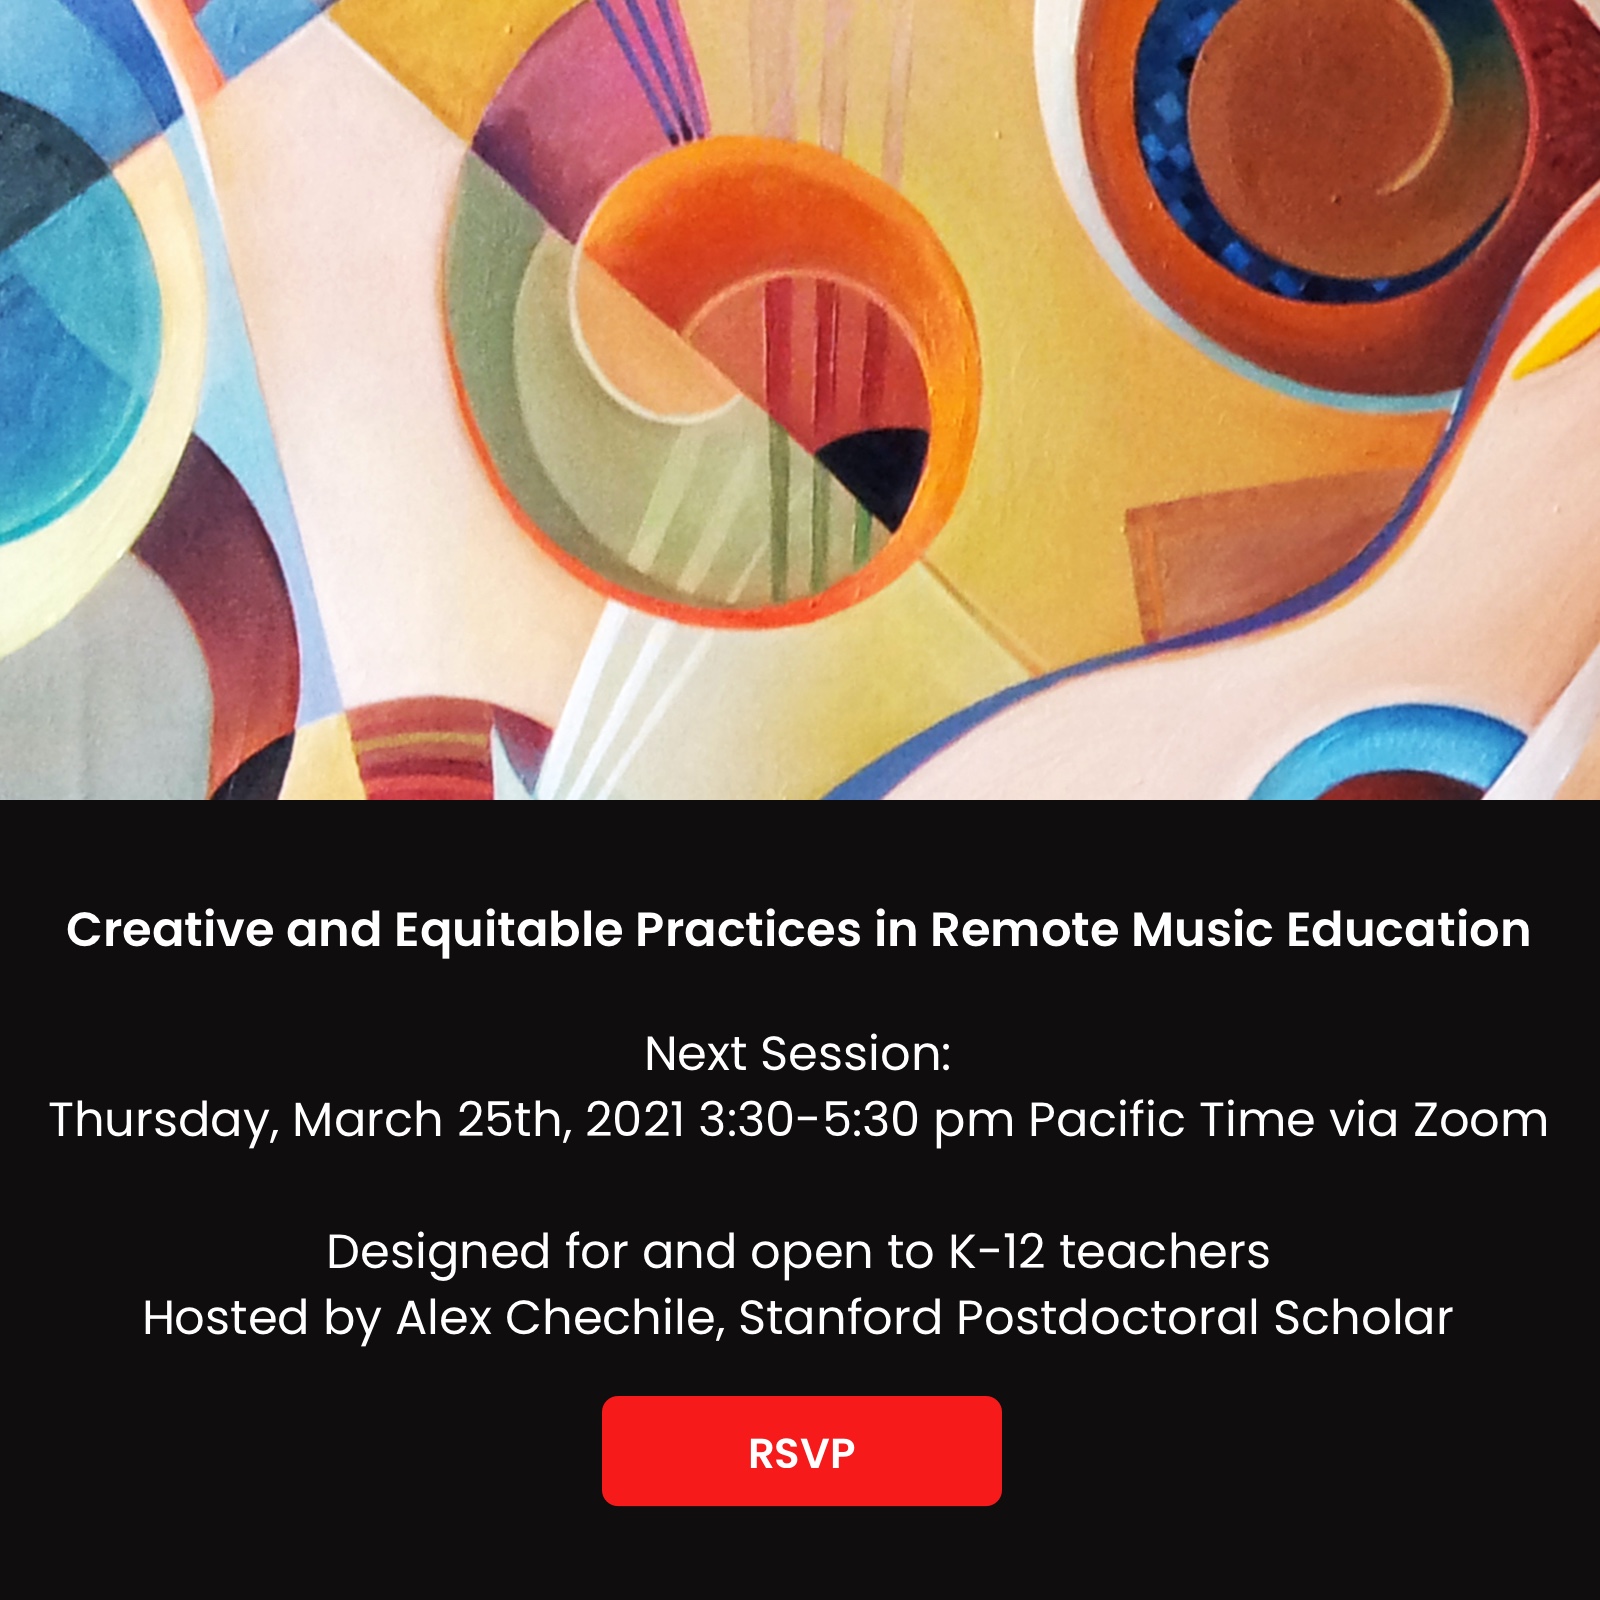 Creative and Equitable Practices in Remote Music Education
Next Session:
Thursday, March 25th, 2021 3:30-5:30 pm Pacific Time via Zoom
Designed for and open to K-12 teachers
Hosted by Alex Chechile, Stanford Postdoctoral Scholar
RSVP